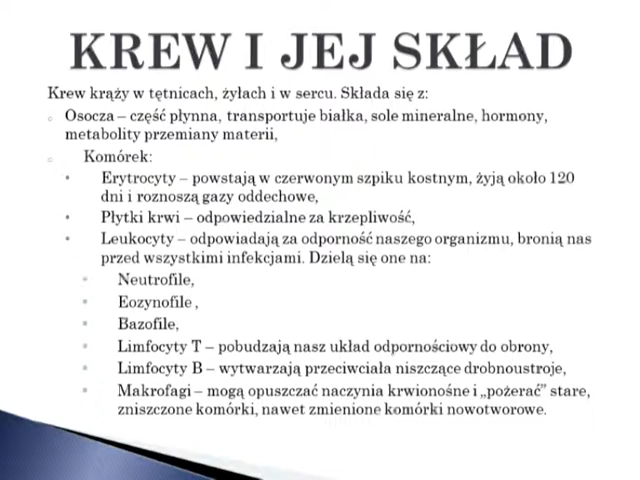 KREW I JEJ SKŁAD
Krew krąży w tętnicach, żyłach i w sercu. Składa się z:
Osocza – część płynna, transportuje białka, sole mineralne, hormony,
metabolity przemiany materii,
Komórek:
Erytrocyty – powstają w czerwonym szpiku kostnym, żyją około 120
dni i roznoszą gazy oddechowe,
Płytki krwi – odpowiedzialne za krzepliwość,
Leukocyty – odpowiadają za odporność naszego organizmu, bronią nas
przed wszystkimi infekcjami. Dzielą się one na:
Neutrofile,
Eozynofile ,
Bazofile,
Limfocyty T – pobudzają nasz układ odpornościowy do obrony,
Limfocyty B – wytwarzają przeciwciała niszczące drobnoustroje,
Makrofagi – mogą opuszczać naczynia krwionośne i „pożerać” stare,
zniszczone komórki, nawet zmienione komórki nowotworowe.